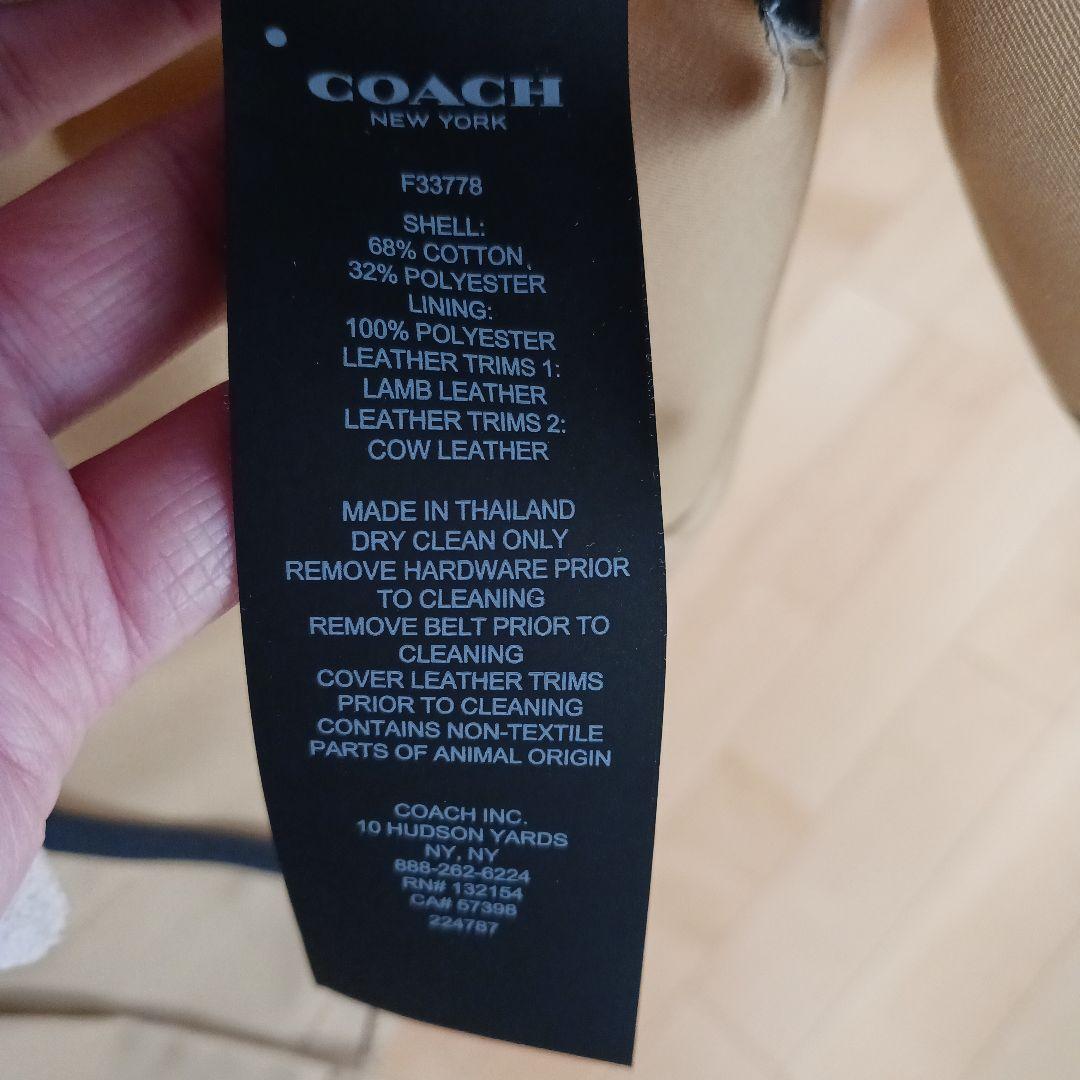 COACH
NEW YORK
F33778
SHELL:
68% COTTON,
32% POLYESTER
LINING:
100% POLYESTER
LEATHER TRIMS 1:
LAMB LEATHER
LEATHER TRIMS 2:
COW LEATHER
MADE IN THAILAND
DRY CLEAN ONLY
REMOVE HARDWARE PRIOR
TO CLEANING
REMOVE BELT PRIOR TO
CLEANING
COVER LEATHER TRIMS
PRIOR TO CLEANING
CONTAINS NON-TEXTILE
PARTS OF ANIMAL ORIGIN
COACH INC.
10 HUDSON YARDS
NY, NY
888-262-6224
RN# 132154
CA# 57398
224787